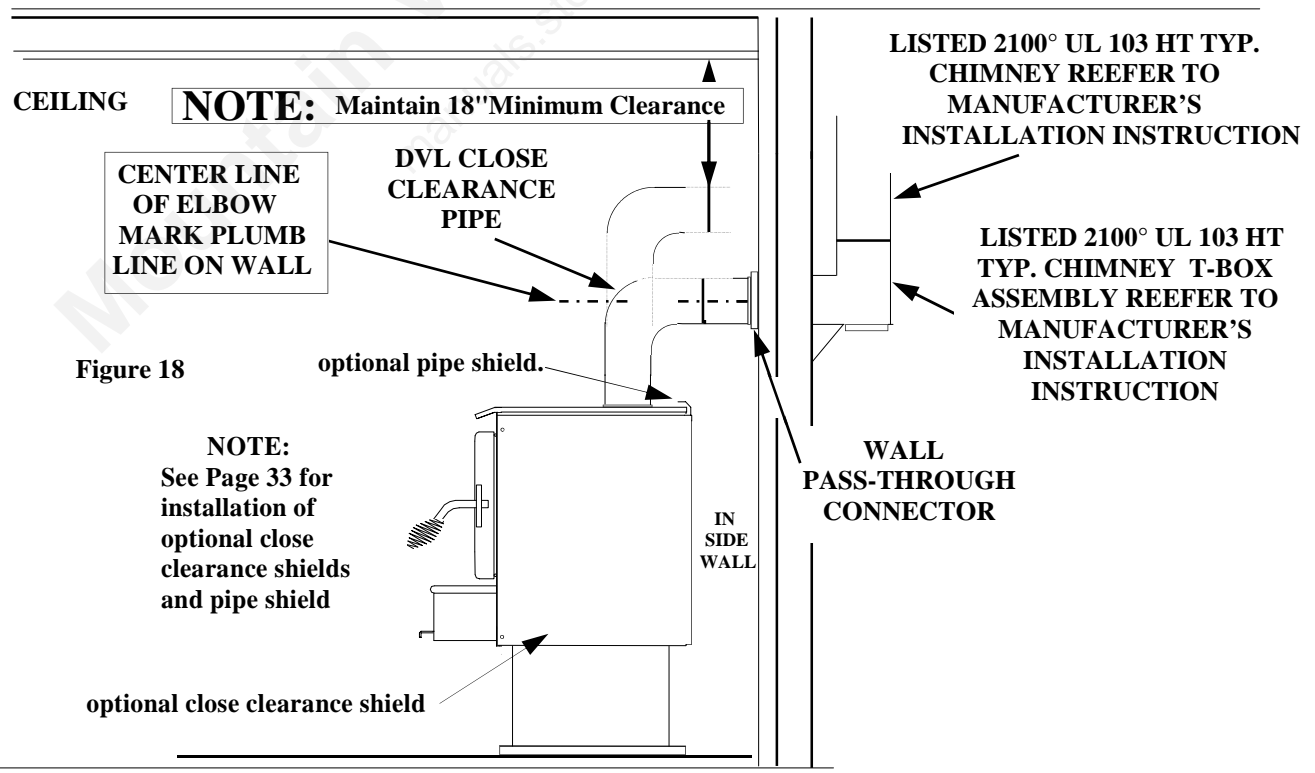 LISTED 2100° UL 103 HT TYP.
CHIMNEY REEFER TO
MANUFACTURER'S
INSTALLATION INSTRUCTION
CEILING
NOTE: Maintain 18"Minimum Clearance
CENTER LINE
OF ELBOW
MARK PLUMB
LINE ON WALL
DVL CLOSE
CLEARANCE
PIPE
LISTED 2100° UL 103 HT
TYP. CHIMNEY T-BOX
ASSEMBLY REEFER TO
MANUFACTURER'S
INSTALLATION
INSTRUCTION
Figure 18
optional pipe shield.
NOTE:
See Page 33 for
installation of
optional close
clearance shields
and pipe shield
WALL
PASS-THROUGH
CONNECTOR
IN
SIDE
WALL
optional close clearance shield
Mountain
manuals.